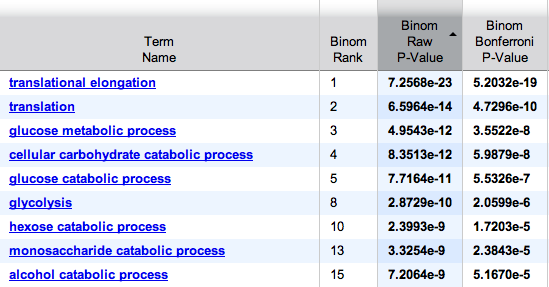 Term Name Binom Rank Binom Raw P-Value Binom Bonferroni P-Value
translational elongation 1 7.2568e-23 5.2032e-19
translation 2 6.5964e-14 4.7296e-10
glucose metabolic process 3 4.9543e-12 3.5522e-8
cellular carbohydrate catabolic process 4 8.3513e-12 5.9879e-8
glucose catabolic process 5 7.7164e-11 5.5326e-7
glycolysis 8 2.8729e-10 2.0599e-6
hexose catabolic process 10 2.3993e-9 1.7203e-5
monosaccharide catabolic process 13 3.3254e-9 2.3843e-5
alcohol catabolic process 15 7.2064e-9 5.1670e-5